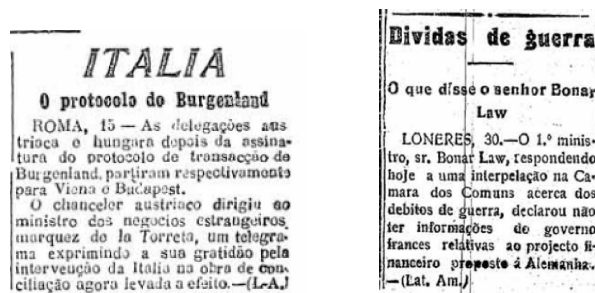 ITALIA
O protocolo do Burgenland
ROMA, 15 — As delegações aus-
triaca e hungara depois da assina-
tura do protocolo de transacção de
Burgenland, partiram respectivamente
para Viena e Budapest.
O chanceler austriaco dirigiu ao
ministro dos negocios estrangeiros,
marquez de la Torreta, um telegra-
ma exprimindo a sua gratidão pela
intervenção da Italia na obra de con-
ciliação agora levada a efeito.—(L-A.)
Dividas de guerra
O que disse o senhor Bonar
Law
LONDRES, 30.—O 1.º minis-
tro, sr. Bonar Law, respondendo
hoje a uma interpelação na Ca-
mara dos Comuns acerca dos
debitos de guerra, declarou não
ter informações do governo
frances relativas ao projecto fi-
nanceiro proposto á Alemanha.
—(Lat. Am.)